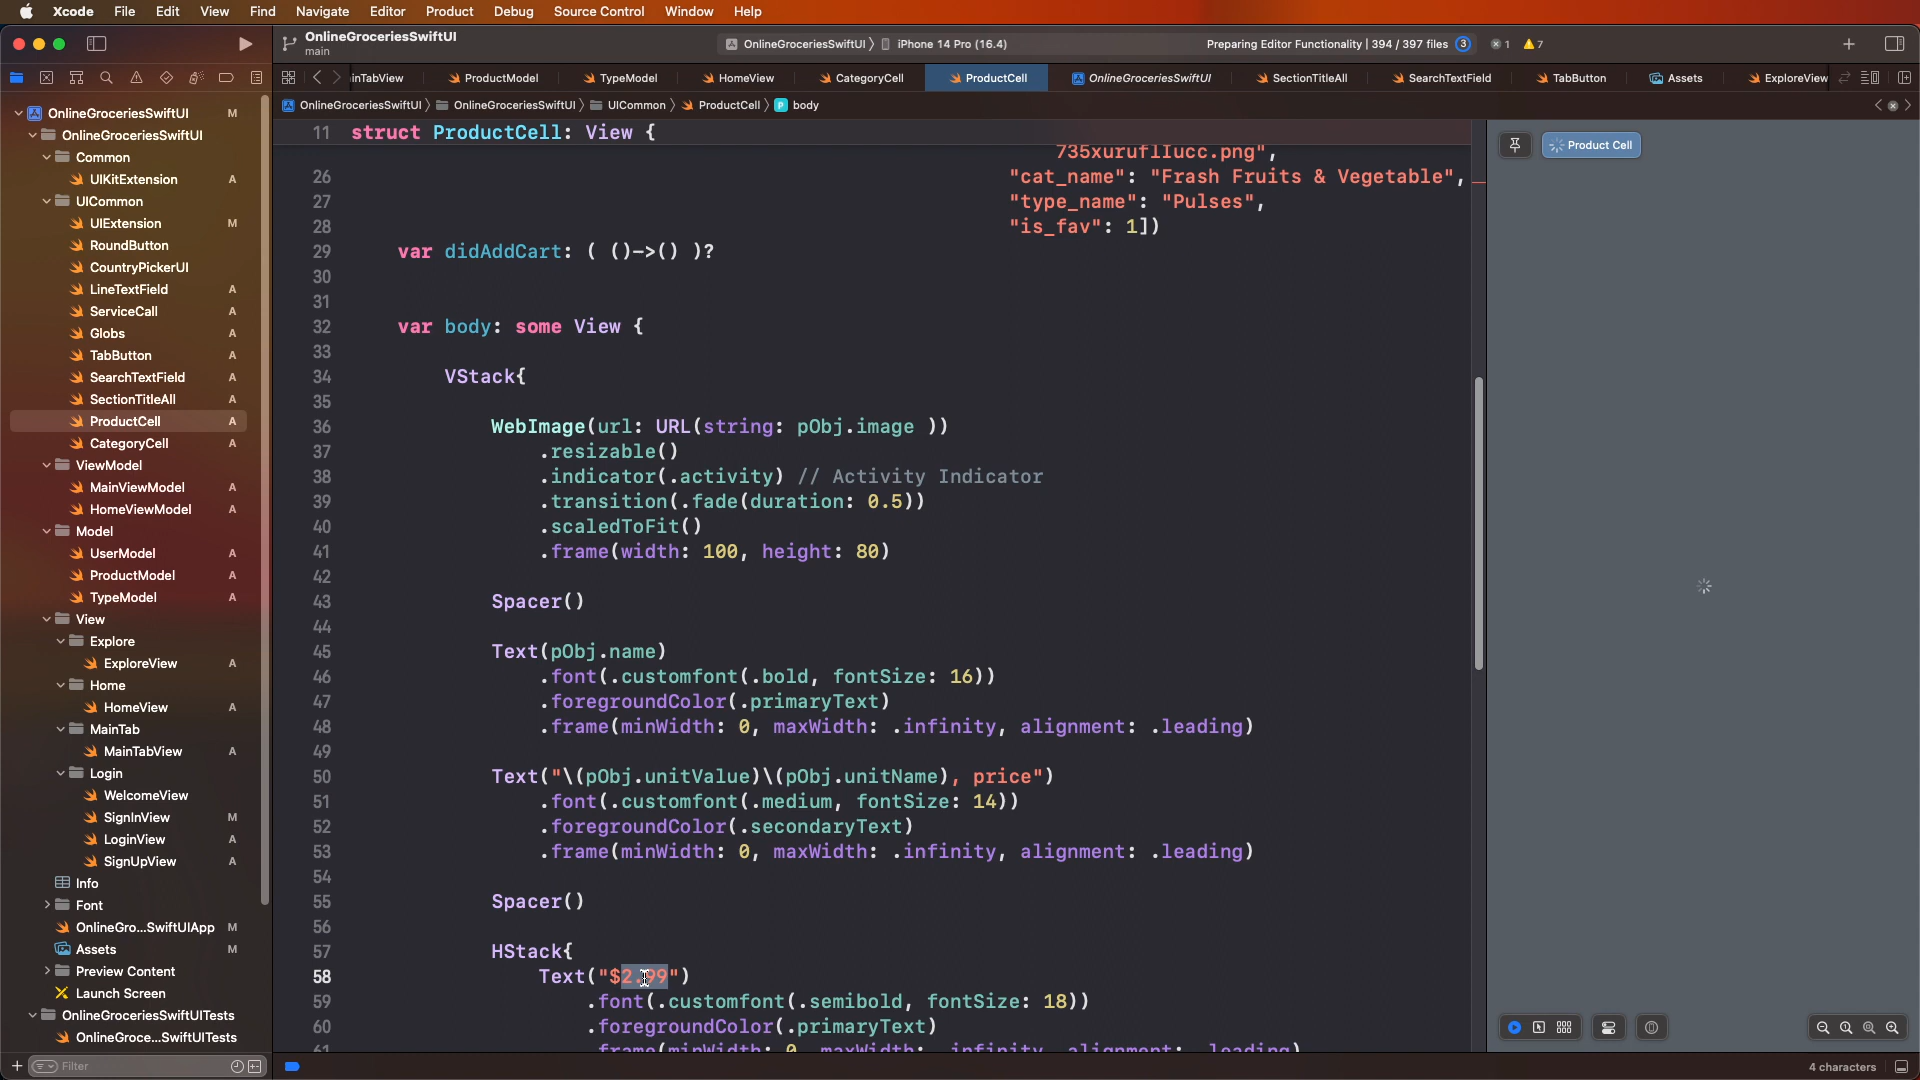 Xcode File Edit View Find Navigate Editor Product Debug Source Control Window Help
OnlineGroceriesSwiftUI
main
OnlineGroceriesSwiftUI
iPhone 14 Pro (16.4)
Preparing Editor Functionality | 394 / 397 files
3
1
7
inTabView
ProductModel
TypeModel
HomeView
CategoryCell
ProductCell
OnlineGroceriesSwiftUI
SectionTitleAll
SearchTextField
TabButton
Assets
ExploreView
OnlineGroceriesSwiftUI
OnlineGroceriesSwiftUI
UICommon
ProductCell
P body
OnlineGroceriesSwiftUI M
OnlineGroceriesSwiftUI
Common
UIKitExtension A
UICommon
UIExtension M
RoundButton
CountryPickerUI
LineTextField A
ServiceCall A
Globs A
TabButton A
SearchTextField A
SectionTitleAll A
ProductCell A
CategoryCell A
ViewModel
MainViewModel A
HomeViewModel A
Model
UserModel A
ProductModel A
TypeModel A
View
Explore
ExploreView A
Home
HomeView A
MainTab
MainTabView A
Login
WelcomeView
SignInView M
LoginView A
SignUpView A
Info
Font
OnlineGro...SwiftUIApp M
Assets M
Preview Content
Launch Screen
OnlineGroceriesSwiftUITests
OnlineGroce...SwiftUITests
Filter
11 struct ProductCell: View {
735xuruflIucc.png",
26 "cat_name": "Frash Fruits & Vegetable",
27 "type_name": "Pulses",
28 "is_fav": 1])
29 var didAddCart: ( ()->() )?
30
31
32 var body: some View {
33
34 VStack{
35
36 WebImage(url: URL(string: pObj.image ))
37 .resizable()
38 .indicator(.activity) // Activity Indicator
39 .transition(.fade(duration: 0.5))
40 .scaledToFit()
41 .frame(width: 100, height: 80)
42
43 Spacer()
44
45 Text(pObj.name)
46 .font(.customfont(.bold, fontSize: 16))
47 .foregroundColor(.primaryText)
48 .frame(minWidth: 0, maxWidth: .infinity, alignment: .leading)
49
50 Text("\(pObj.unitValue)\(pObj.unitName), price")
51 .font(.customfont(.medium, fontSize: 14))
52 .foregroundColor(.secondaryText)
53 .frame(minWidth: 0, maxWidth: .infinity, alignment: .leading)
54
55 Spacer()
56
57 HStack{
58 Text("$2.99")
59 .font(.customfont(.semibold, fontSize: 18))
60 .foregroundColor(.primaryText)
61 .frame(minWidth: 0, maxWidth: .infinity, alignment: .leading)
Product Cell
4 characters